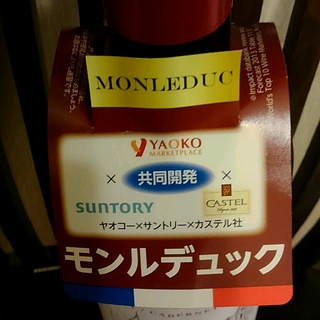 MONLEDUC
YAOKO
MARKETPLACE
× 共同開発 ×
SUNTORY
CASTEL
ヤオコー×サントリー×カステル社
モンルデュック
CABERNE